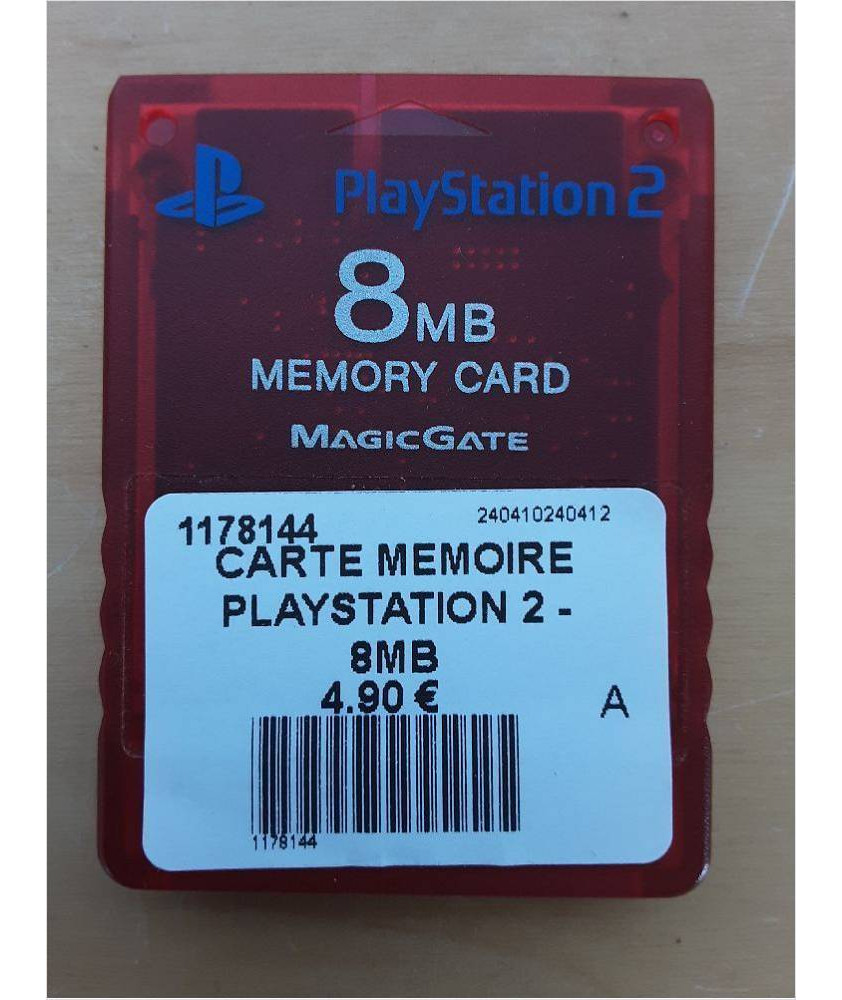 PlayStation 2
8MB
MEMORY CARD
MAGICGATE
1178144 240410240412
CARTE MEMOIRE
PLAYSTATION 2 -
8MB
4.90 €
A
1178144